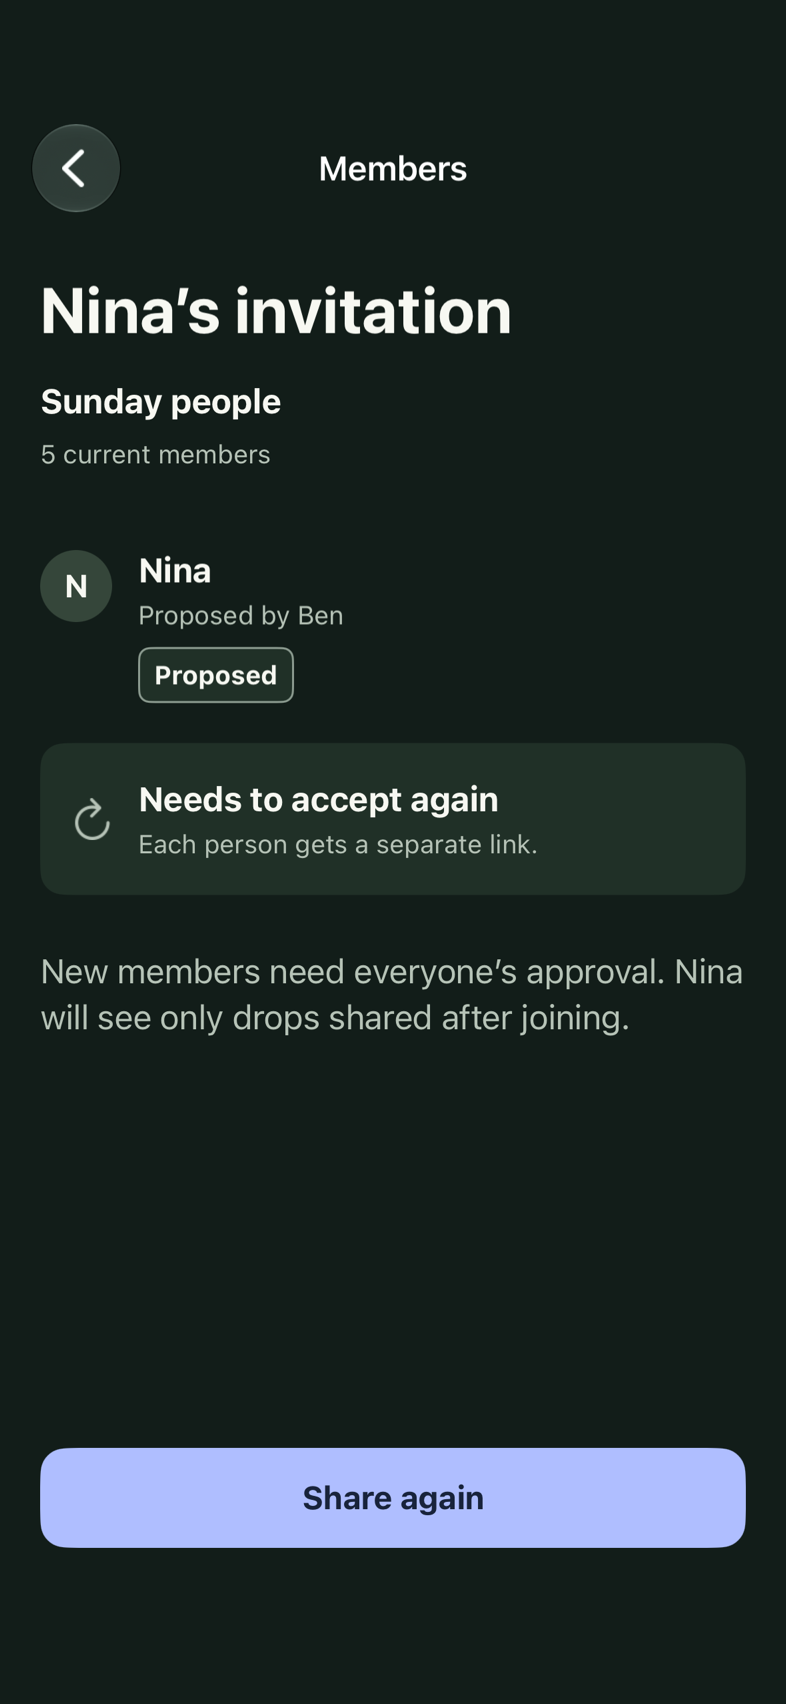 Members
Nina’s invitation
Sunday people
5 current members
N
Nina
Proposed by Ben
Proposed
Needs to accept again
Each person gets a separate link.
New members need everyone’s approval. Nina
will see only drops shared after joining.
Share again